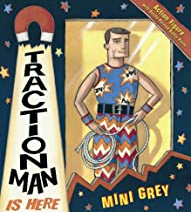 TRACTION
MAN
IS HERE
MINI GREY
Action Figure